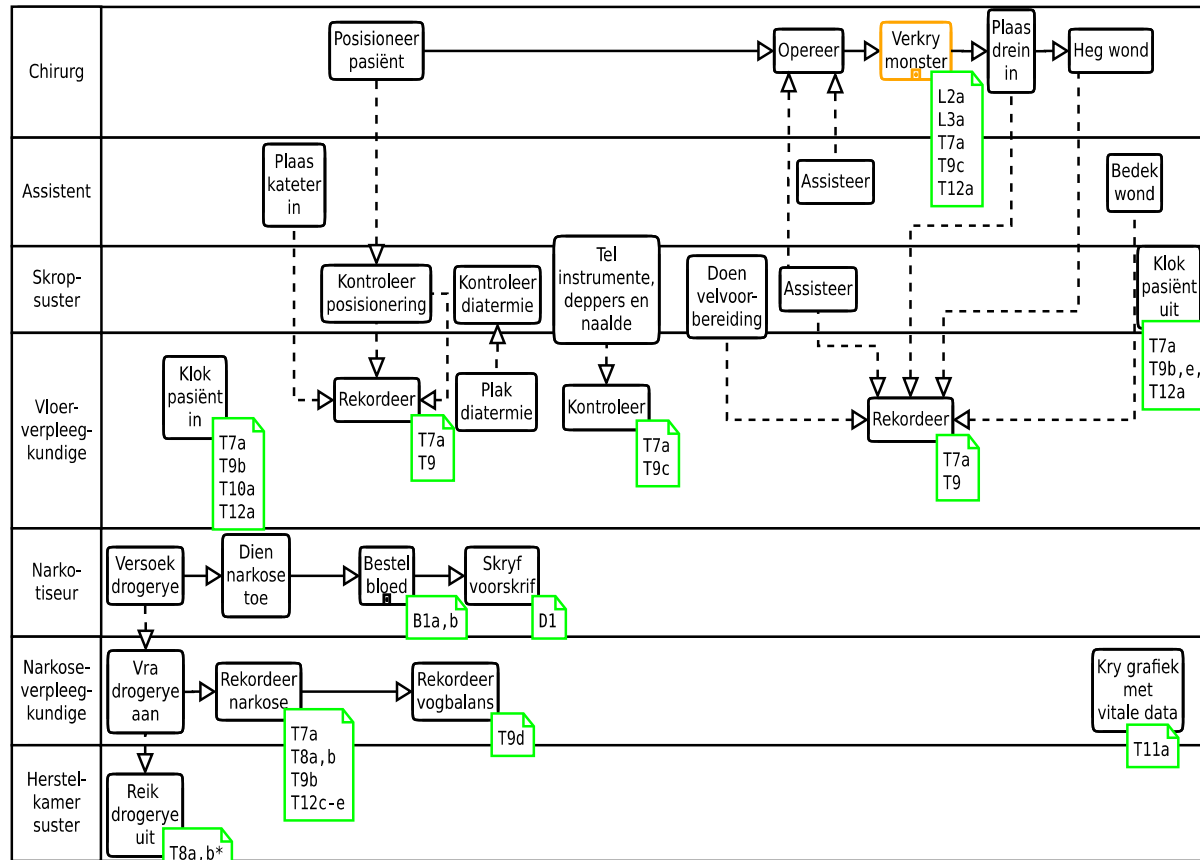 Chirurg
Posisioneer
pasiënt
Opereer
Verkry
monster
L2a
L3a
T7a
T9c
T12a
Plaas
drein
in
Heg wond
Assistent
Plaas
kateter
in
Assisteer
Bedek
wond
Skrop-
suster
Kontroleer
posisionering
Kontroleer
diatermie
Tel
instrumente,
deppers en
naalde
Doen
velvoor-
bereiding
Assisteer
Klok
pasiënt
uit
T7a
T9b,e,
T12a
Vloer-
verpleeg-
kundige
Klok
pasiënt
in
T7a
T9b
T10a
T12a
Rekordeer
T7a
T9
Plak
diatermie
Kontroleer
T7a
T9c
Rekordeer
T7a
T9
Narko-
tiseur
Versoek
drogerye
Dien
narkose
toe
Bestel
bloed
B1a,b
Skryf
voorskrif
D1
Narkose-
verpleeg-
kundige
Vra
drogerye
aan
Rekordeer
narkose
T7a
T8a,b
T9b
T12c-e
Rekordeer
vogbalans
T9d
Kry grafiek
met
vitale data
T11a
Herstel-
kamer
suster
Reik
drogerye
uit
T8a,b*